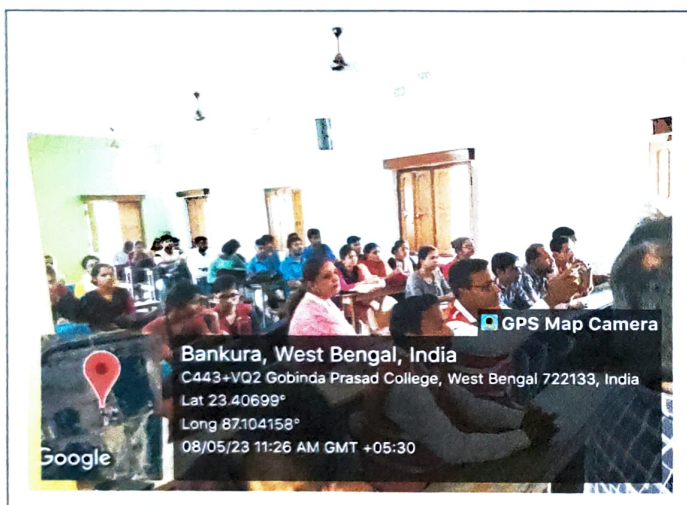 GPS Map Camera
Bankura, West Bengal, India
C443+VQ2 Gobinda Prasad College, West Bengal 722133, India
Lat 23.40699°
Long 87.104158°
08/05/23 11:26 AM GMT +05:30
Google